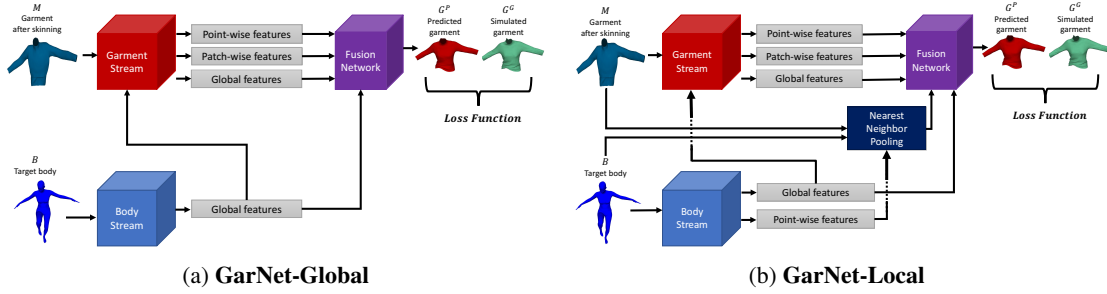 M
Garment
after skinning
Garment
Stream
Point-wise features
Patch-wise features
Global features
Fusion
Network
G^P
Predicted
garment
G^G
Simulated
garment
Loss Function
B
Target body
Body
Stream
Global features
(a) GarNet-Global
M
Garment
after skinning
Garment
Stream
Point-wise features
Patch-wise features
Global features
Fusion
Network
G^P
Predicted
garment
G^G
Simulated
garment
Loss Function
Nearest
Neighbor
Pooling
B
Target body
Body
Stream
Global features
Point-wise features
(b) GarNet-Local